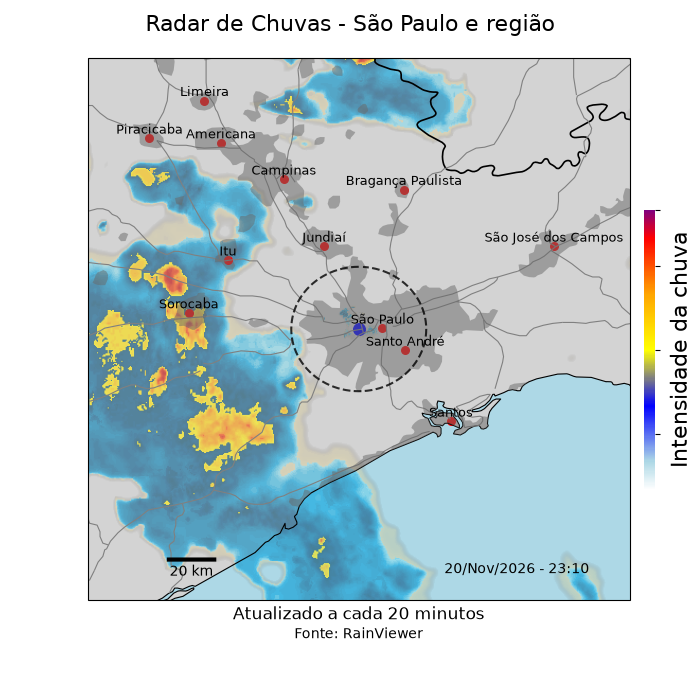 Radar de Chuvas - São Paulo e região
Limeira
Piracicaba
Americana
Campinas
Bragança Paulista
Jundiaí
São José dos Campos
Itu
Sorocaba
São Paulo
Santo André
Santos
Intensidade da chuva
20/Nov/2026 - 23:10
20 km
Atualizado a cada 20 minutos
Fonte: RainViewer